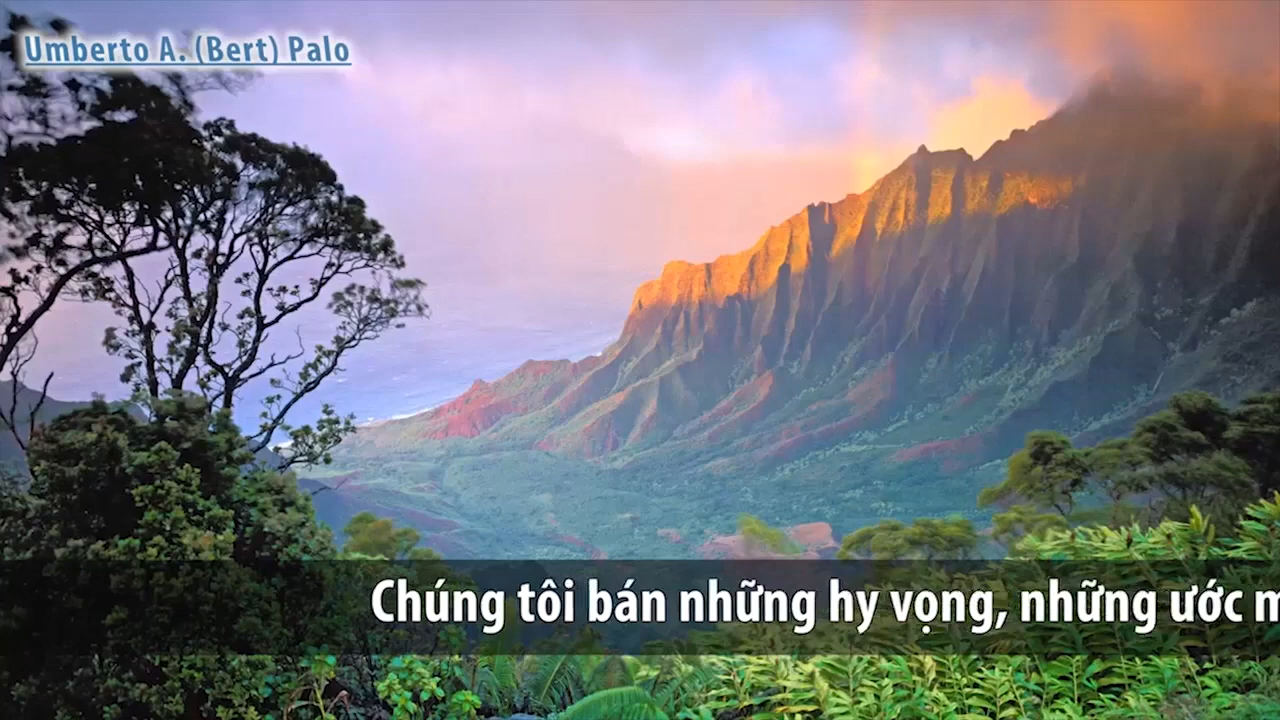 Umberto A. (Bert) Palo
Chúng tôi bán những hy vọng, những ước